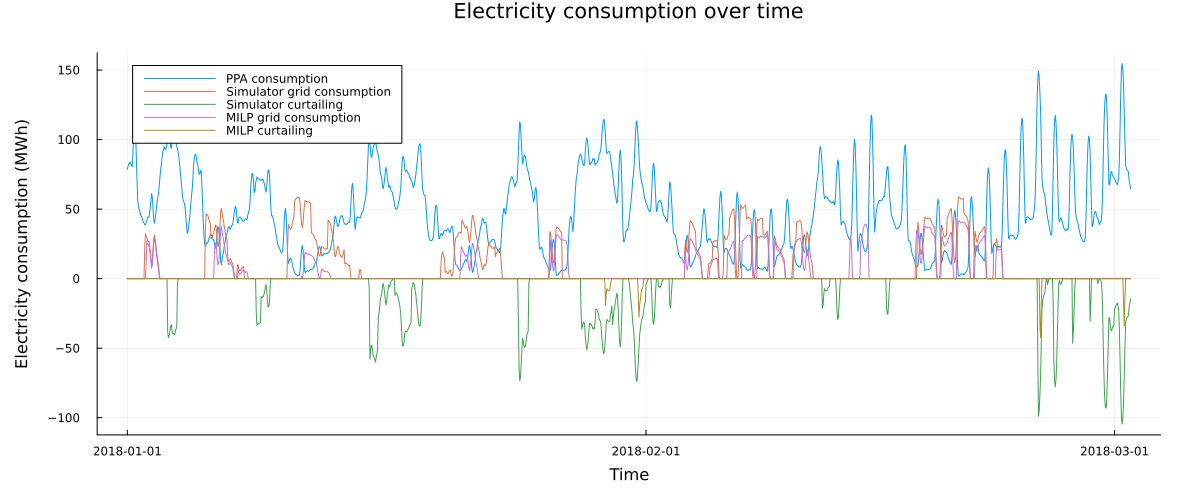 Electricity consumption over time
Electricity consumption (MWh)
150
100
50
0
−50
−100
PPA consumption
Simulator grid consumption
Simulator curtailing
MILP grid consumption
MILP curtailing
2018-01-01
2018-02-01
2018-03-01
Time